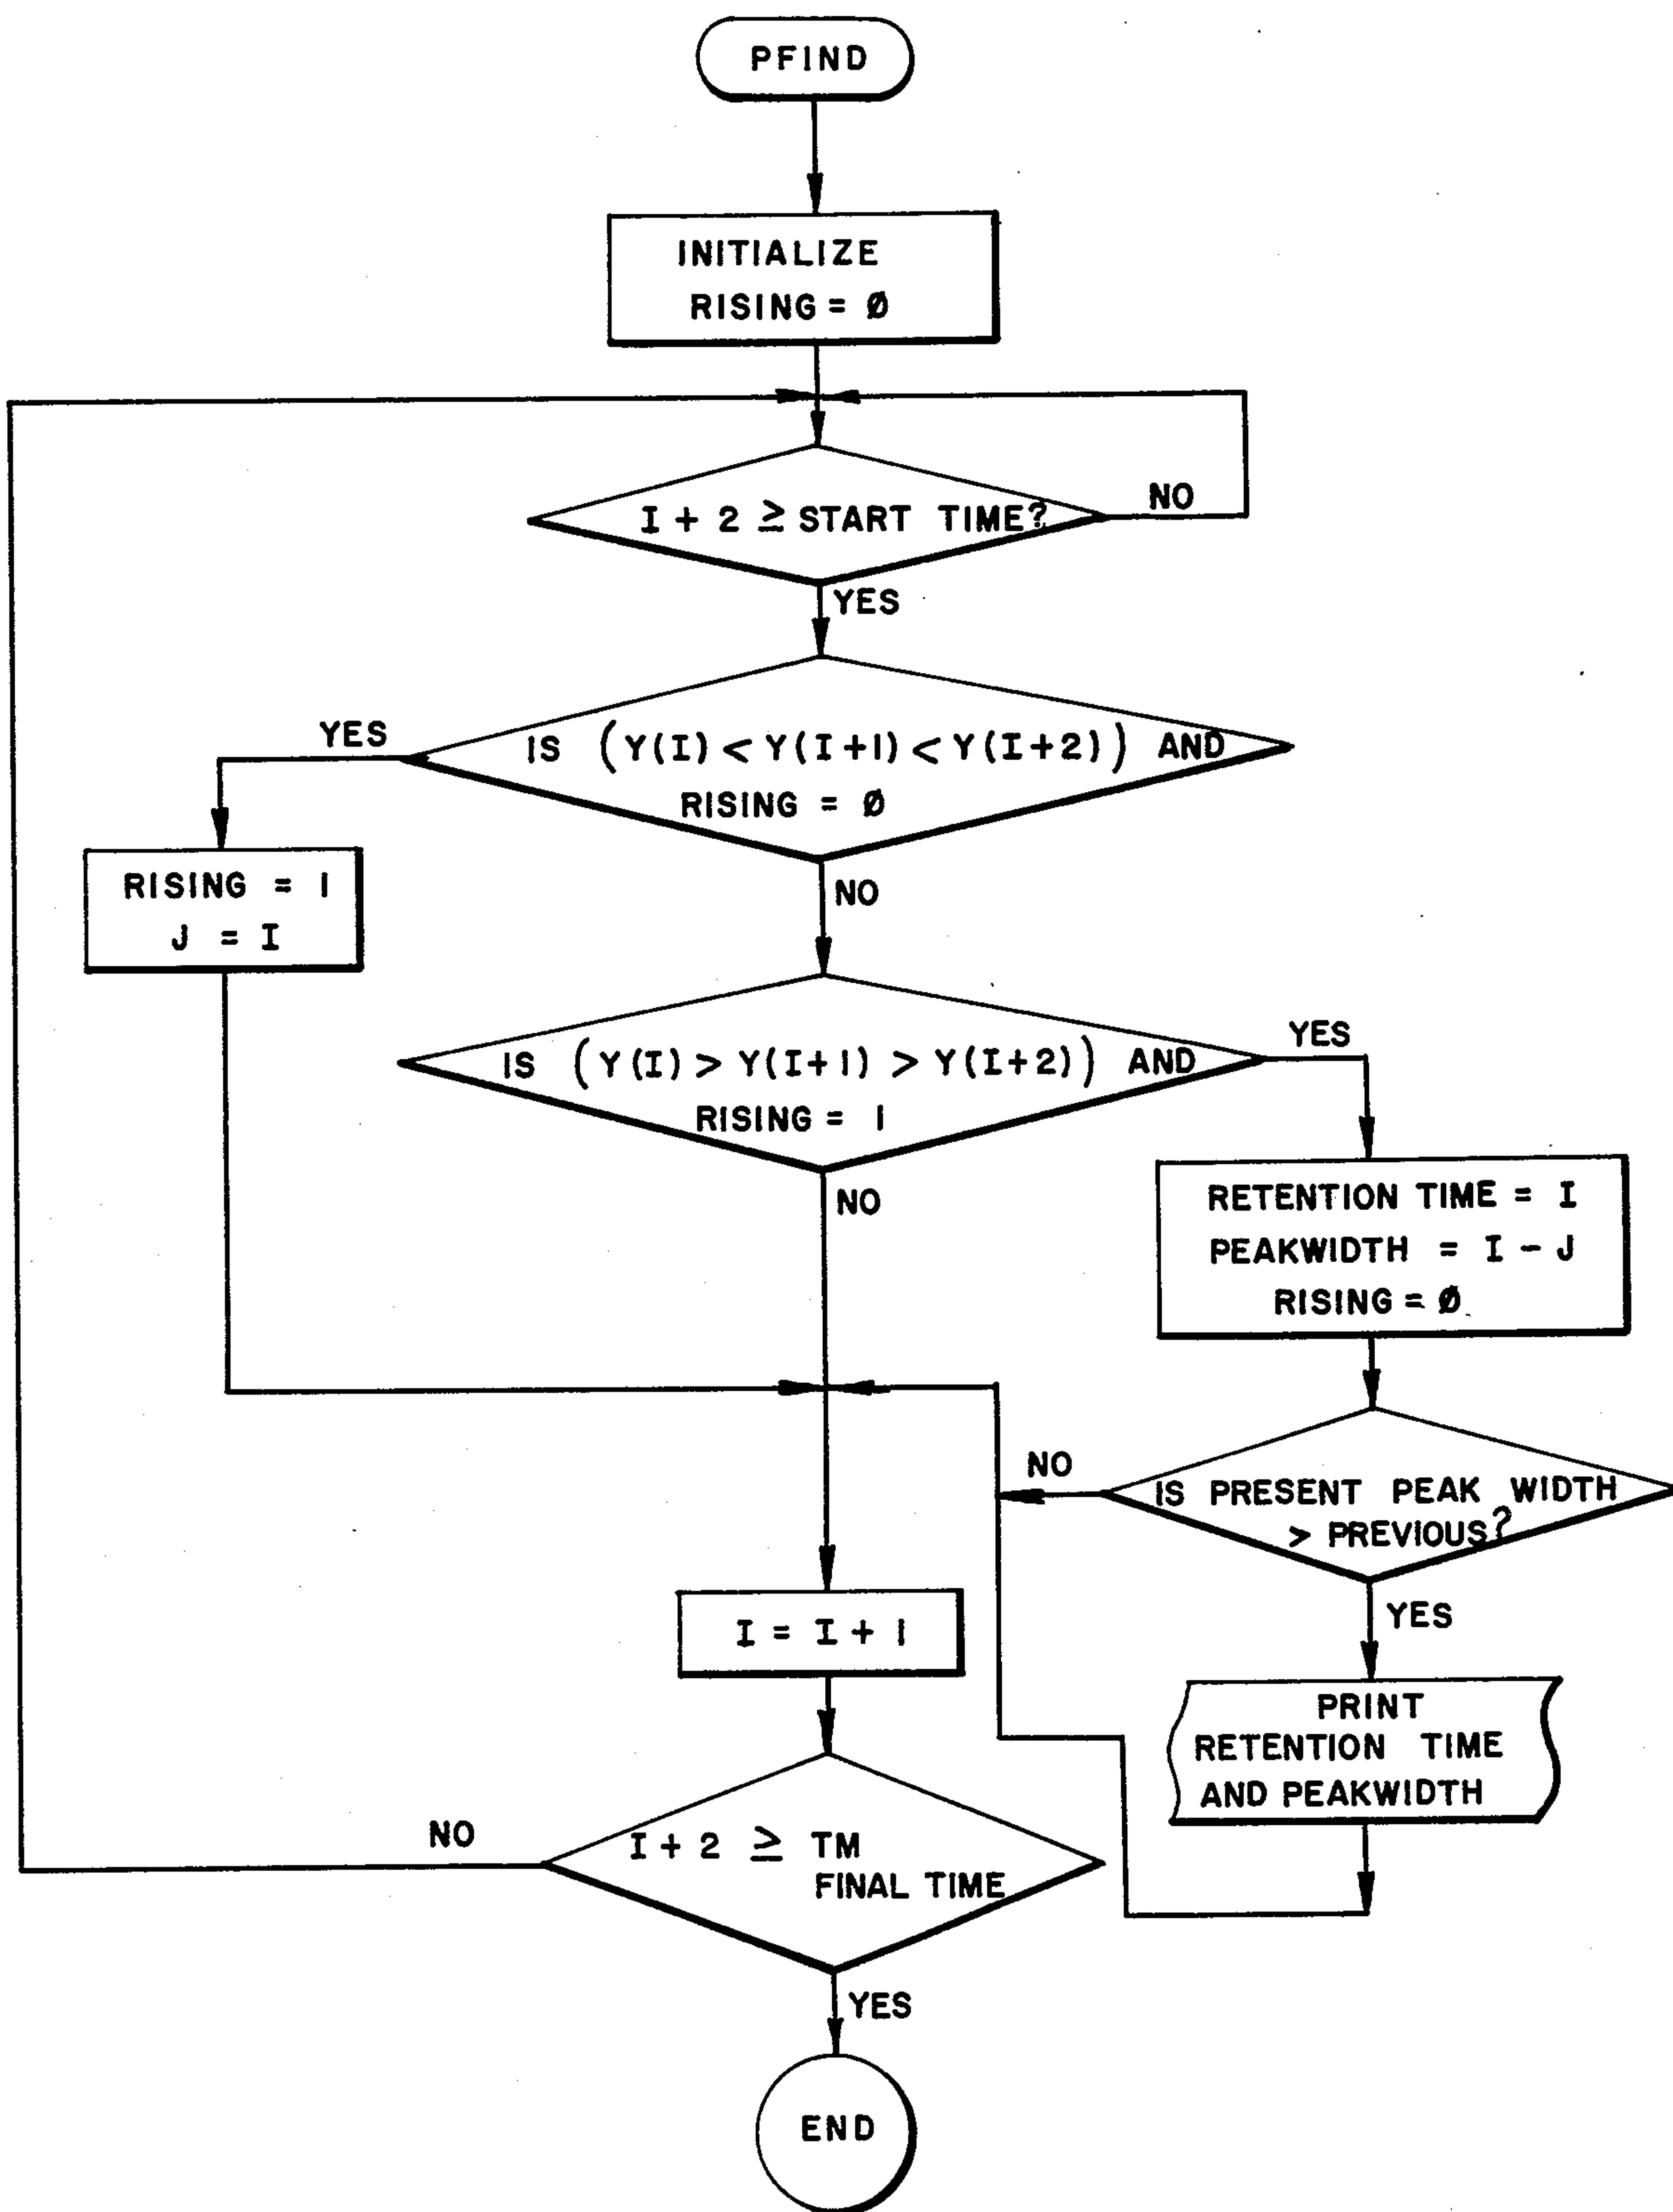 PFIND
INITIALIZE
RISING = Ø
I + 2 ≥ START TIME?
NO
YES
YES
IS (Y(I) < Y(I+1) < Y(I+2)) AND
RISING = Ø
RISING = 1
J = I
NO
IS (Y(I) > Y(I+1) > Y(I+2)) AND
RISING = 1
YES
NO
RETENTION TIME = I
PEAKWIDTH = I - J
RISING = Ø
NO
IS PRESENT PEAK WIDTH
> PREVIOUS?
YES
I = I + 1
PRINT
RETENTION TIME
AND PEAKWIDTH
NO
I + 2 ≥ TM
FINAL TIME
YES
END